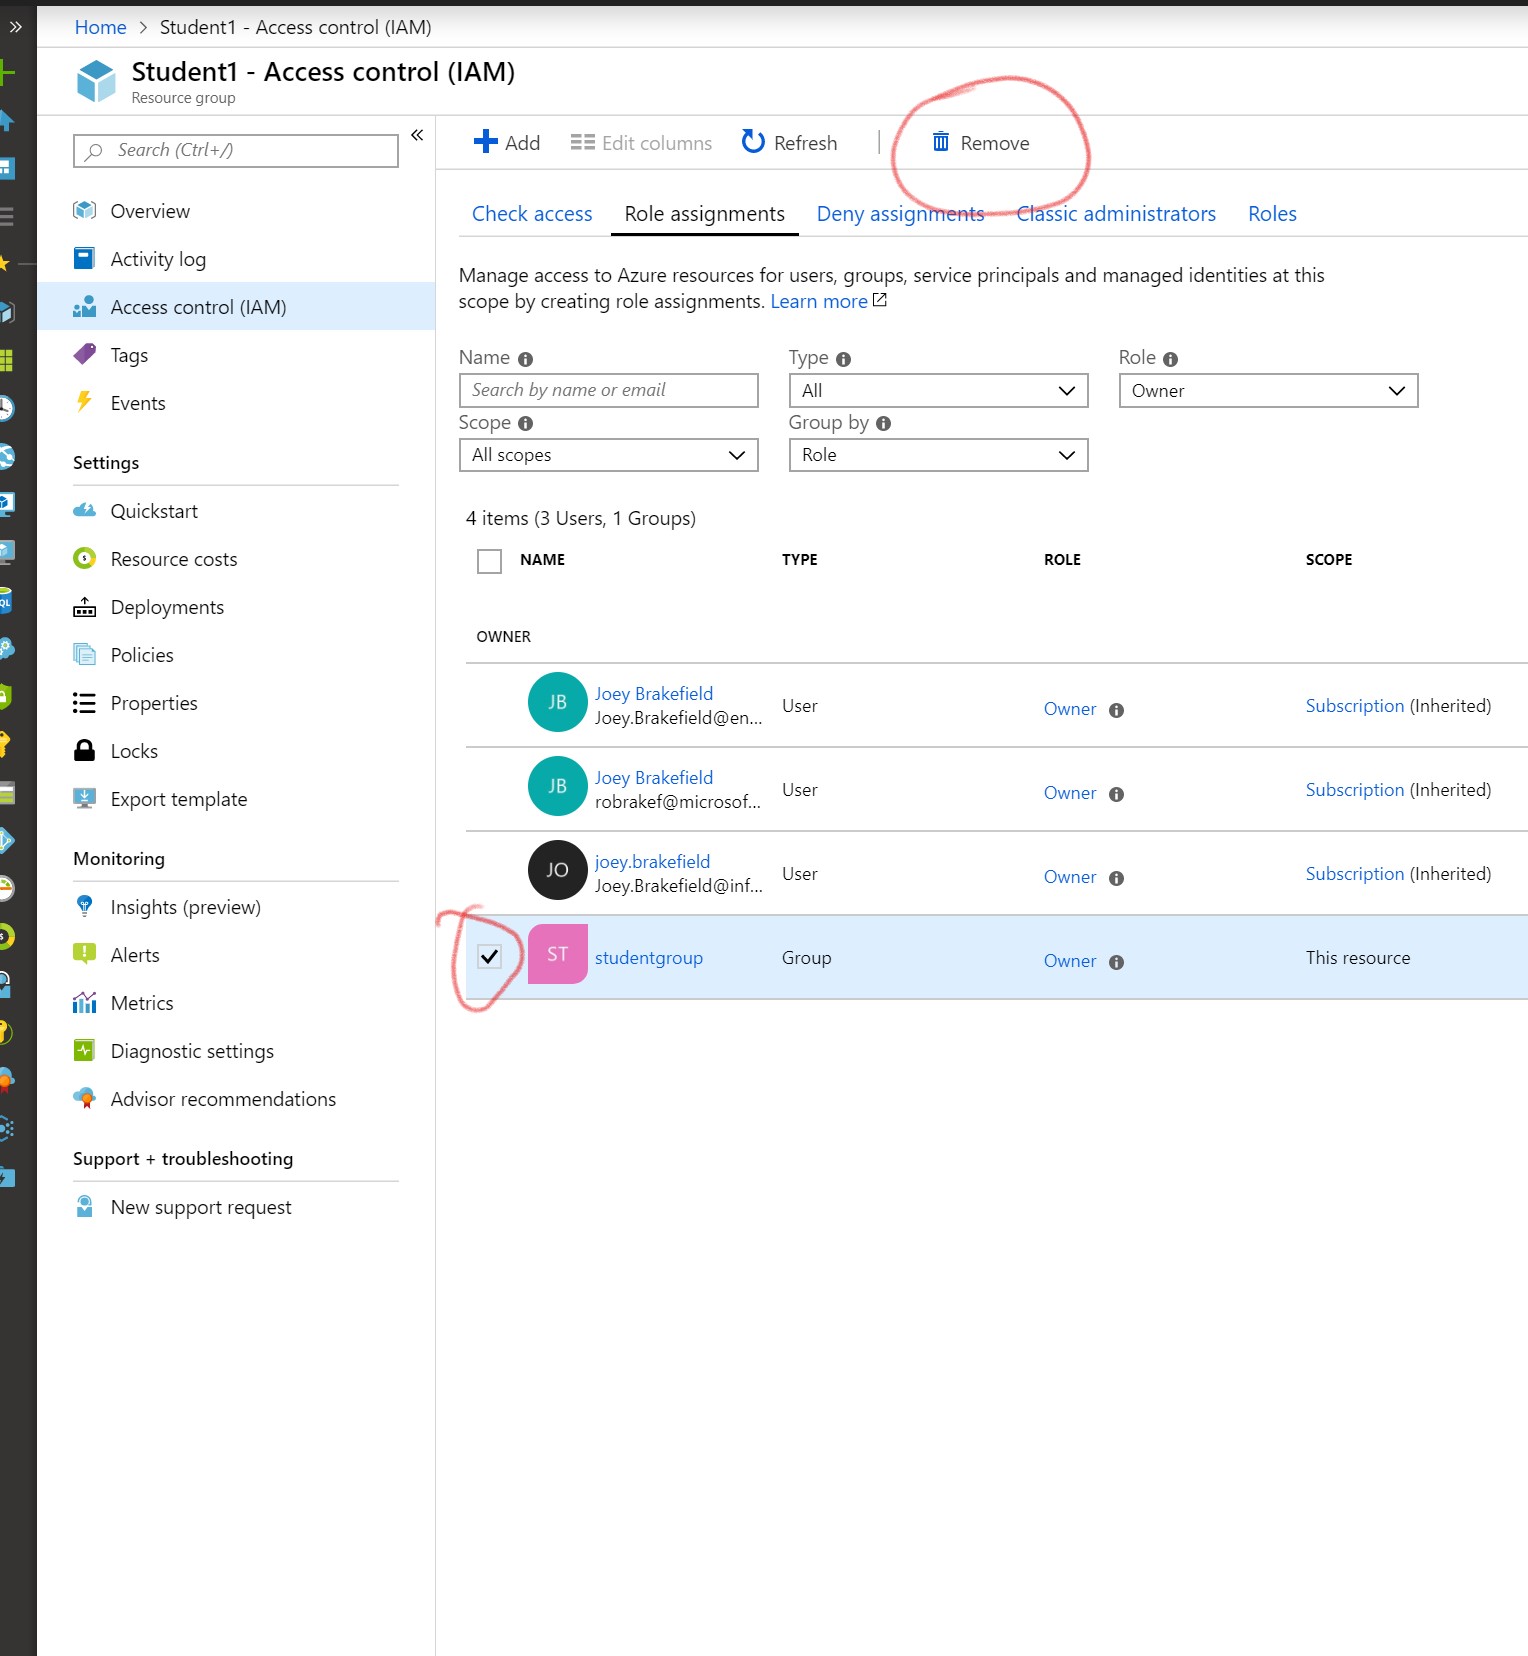 Home > Student1 - Access control (IAM)
Student1 - Access control (IAM)
Resource group
Search (Ctrl+/)
Overview
Activity log
Access control (IAM)
Tags
Events
Settings
Quickstart
Resource costs
Deployments
Policies
Properties
Locks
Export template
Monitoring
Insights (preview)
Alerts
Metrics
Diagnostic settings
Advisor recommendations
Support + troubleshooting
New support request
Add Edit columns Refresh Remove
Check access Role assignments Deny assignments Classic administrators Roles
Manage access to Azure resources for users, groups, service principals and managed identities at this
scope by creating role assignments. Learn more
Name Type Role
Search by name or email All Owner
Scope Group by
All scopes Role
4 items (3 Users, 1 Groups)
NAME TYPE ROLE SCOPE
OWNER
JB Joey Brakefield User Owner Subscription (Inherited)
Joey.Brakefield@en...
JB Joey Brakefield User Owner Subscription (Inherited)
robrakef@microsof...
JO joey.brakefield User Owner Subscription (Inherited)
Joey.Brakefield@inf...
ST studentgroup Group Owner This resource